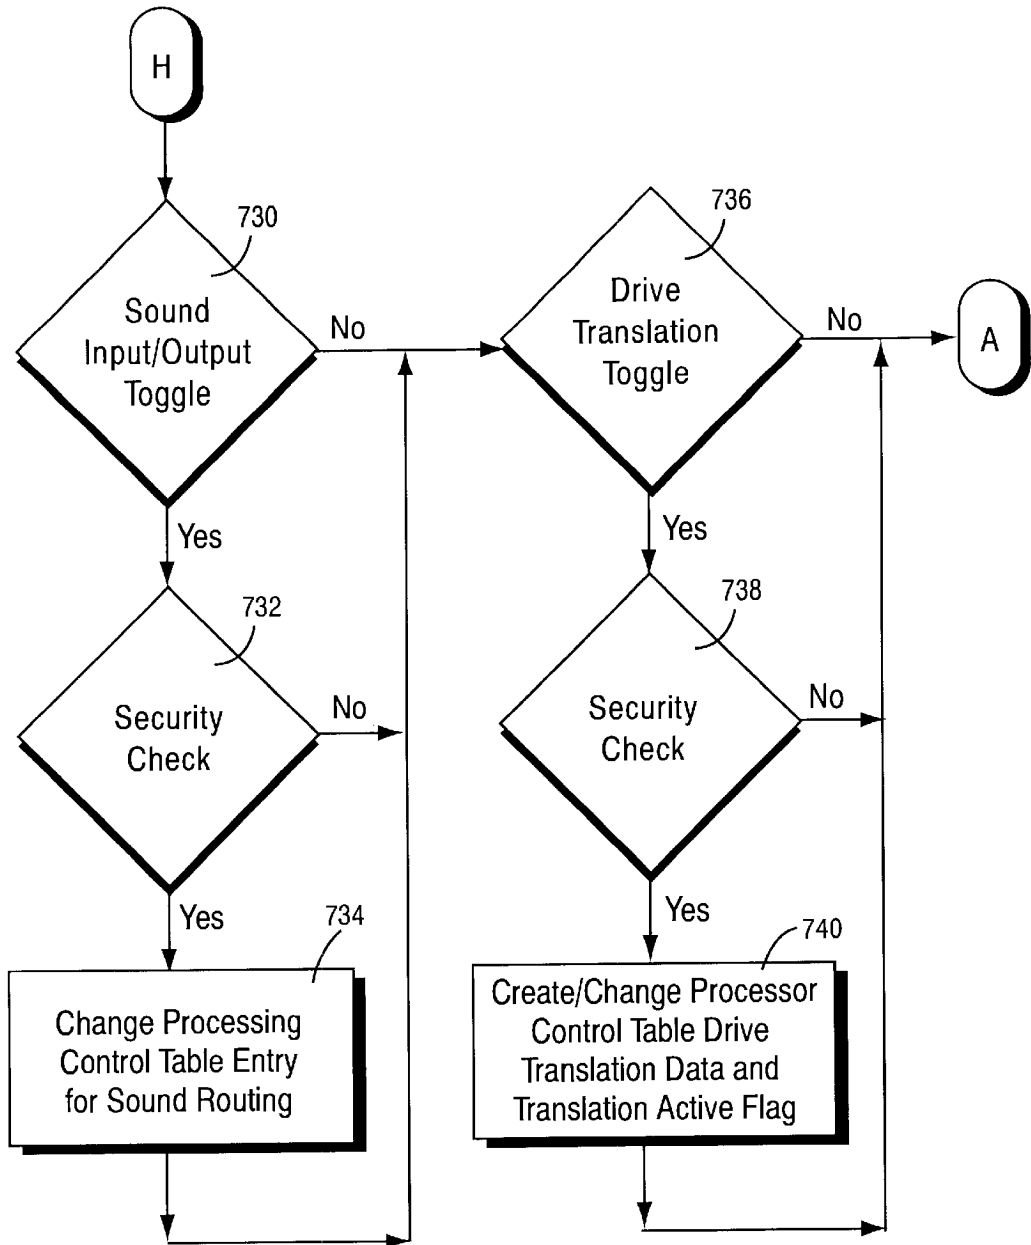 H
730
Sound
Input/Output
Toggle
No
Yes
732
Security
Check
No
Yes
734
Change Processing
Control Table Entry
for Sound Routing
736
Drive
Translation
Toggle
No
A
Yes
738
Security
Check
No
Yes
740
Create/Change Processor
Control Table Drive
Translation Data and
Translation Active Flag